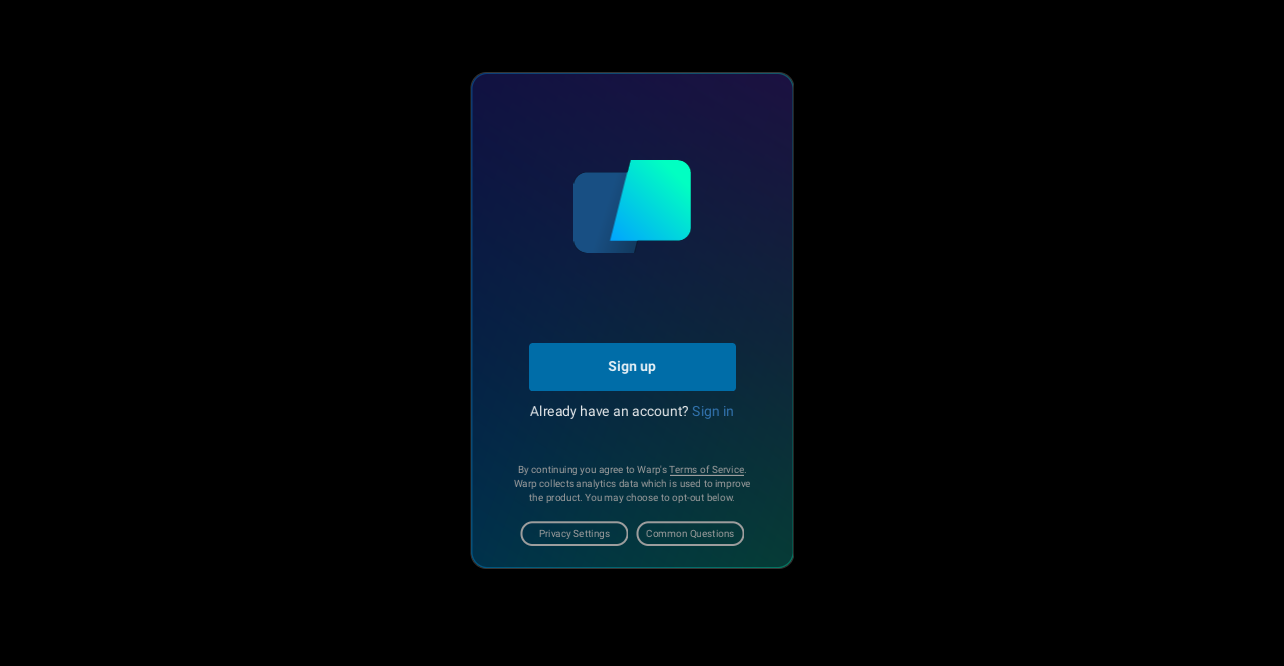 Sign up
Already have an account? Sign in
By continuing you agree to Warp's Terms of Service.
Warp collects analytics data which is used to improve
the product. You may choose to opt-out below.
Privacy Settings
Common Questions